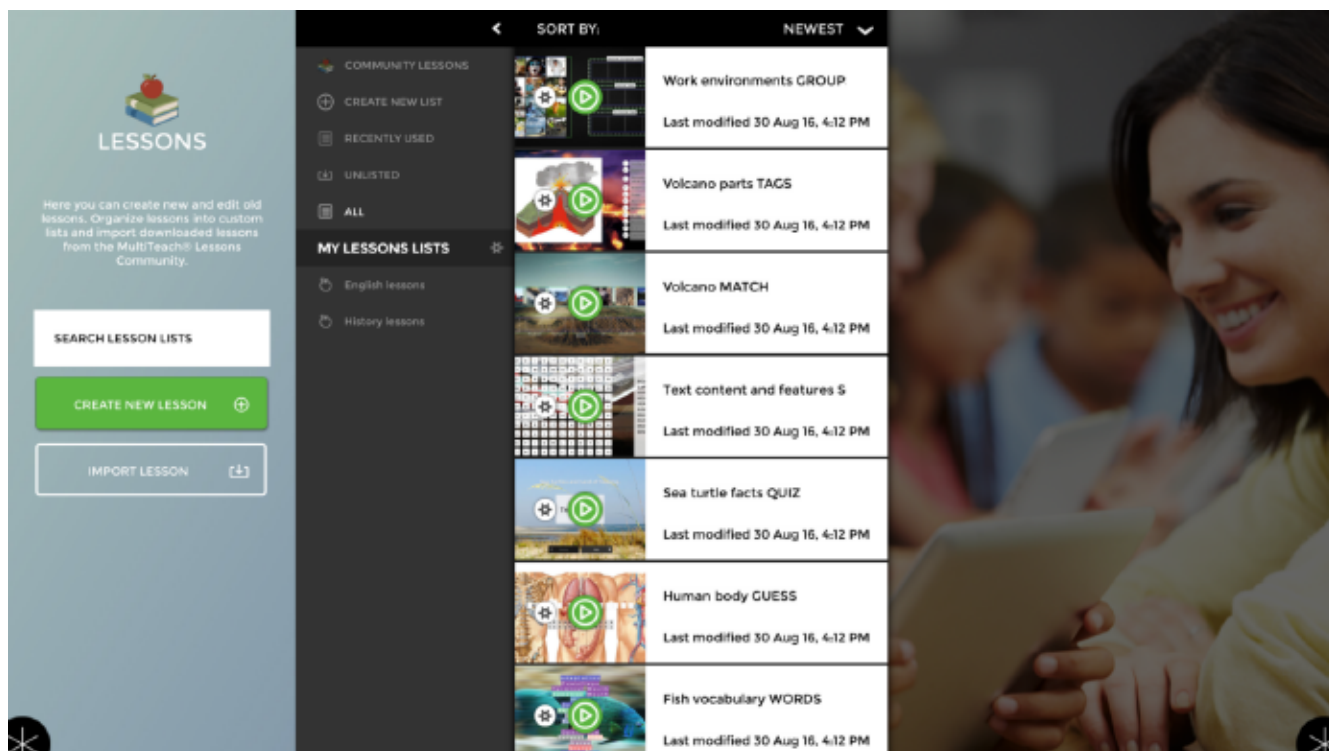 LESSONS
Here you can create new and edit old
lessons. Organize lessons into custom
lists and import downloaded lessons
from the MultiTeach® Lessons
Community.
SEARCH LESSON LISTS
CREATE NEW LESSON
IMPORT LESSON
COMMUNITY LESSONS
CREATE NEW LIST
RECENTLY USED
UNLISTED
ALL
MY LESSONS LISTS
English lessons
History lessons
SORT BY: NEWEST
Work environments GROUP
Last modified 30 Aug 16, 4:12 PM
Volcano parts TAGS
Last modified 30 Aug 16, 4:12 PM
Volcano MATCH
Last modified 30 Aug 16, 4:12 PM
Text content and features S
Last modified 30 Aug 16, 4:12 PM
Sea turtle facts QUIZ
Last modified 30 Aug 16, 4:12 PM
Human body GUESS
Last modified 30 Aug 16, 4:12 PM
Fish vocabulary WORDS
Last modified 30 Aug 16, 4:12 PM